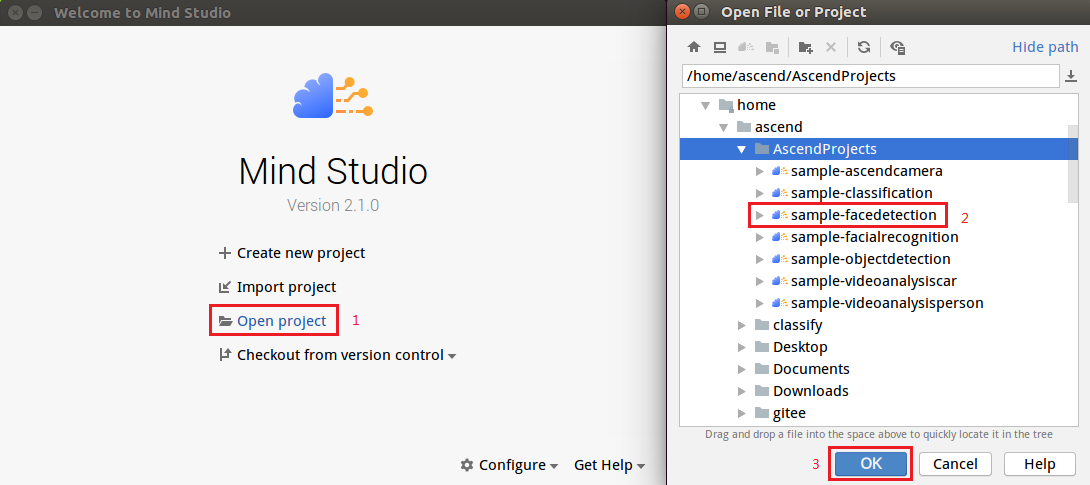 Welcome to Mind Studio
Mind Studio
Version 2.1.0
Create new project
Import project
Open project 1
Checkout from version control
Configure Get Help
Open File or Project
Hide path
/home/ascend/AscendProjects
home
ascend
AscendProjects
sample-ascendcamera
sample-classification
sample-facedetection 2
sample-facialrecognition
sample-objectdetection
sample-videoanalysiscar
sample-videoanalysisperson
classify
Desktop
Documents
Downloads
gitee
Drag and drop a file into the space above to quickly locate it in the tree
3 OK Cancel Help